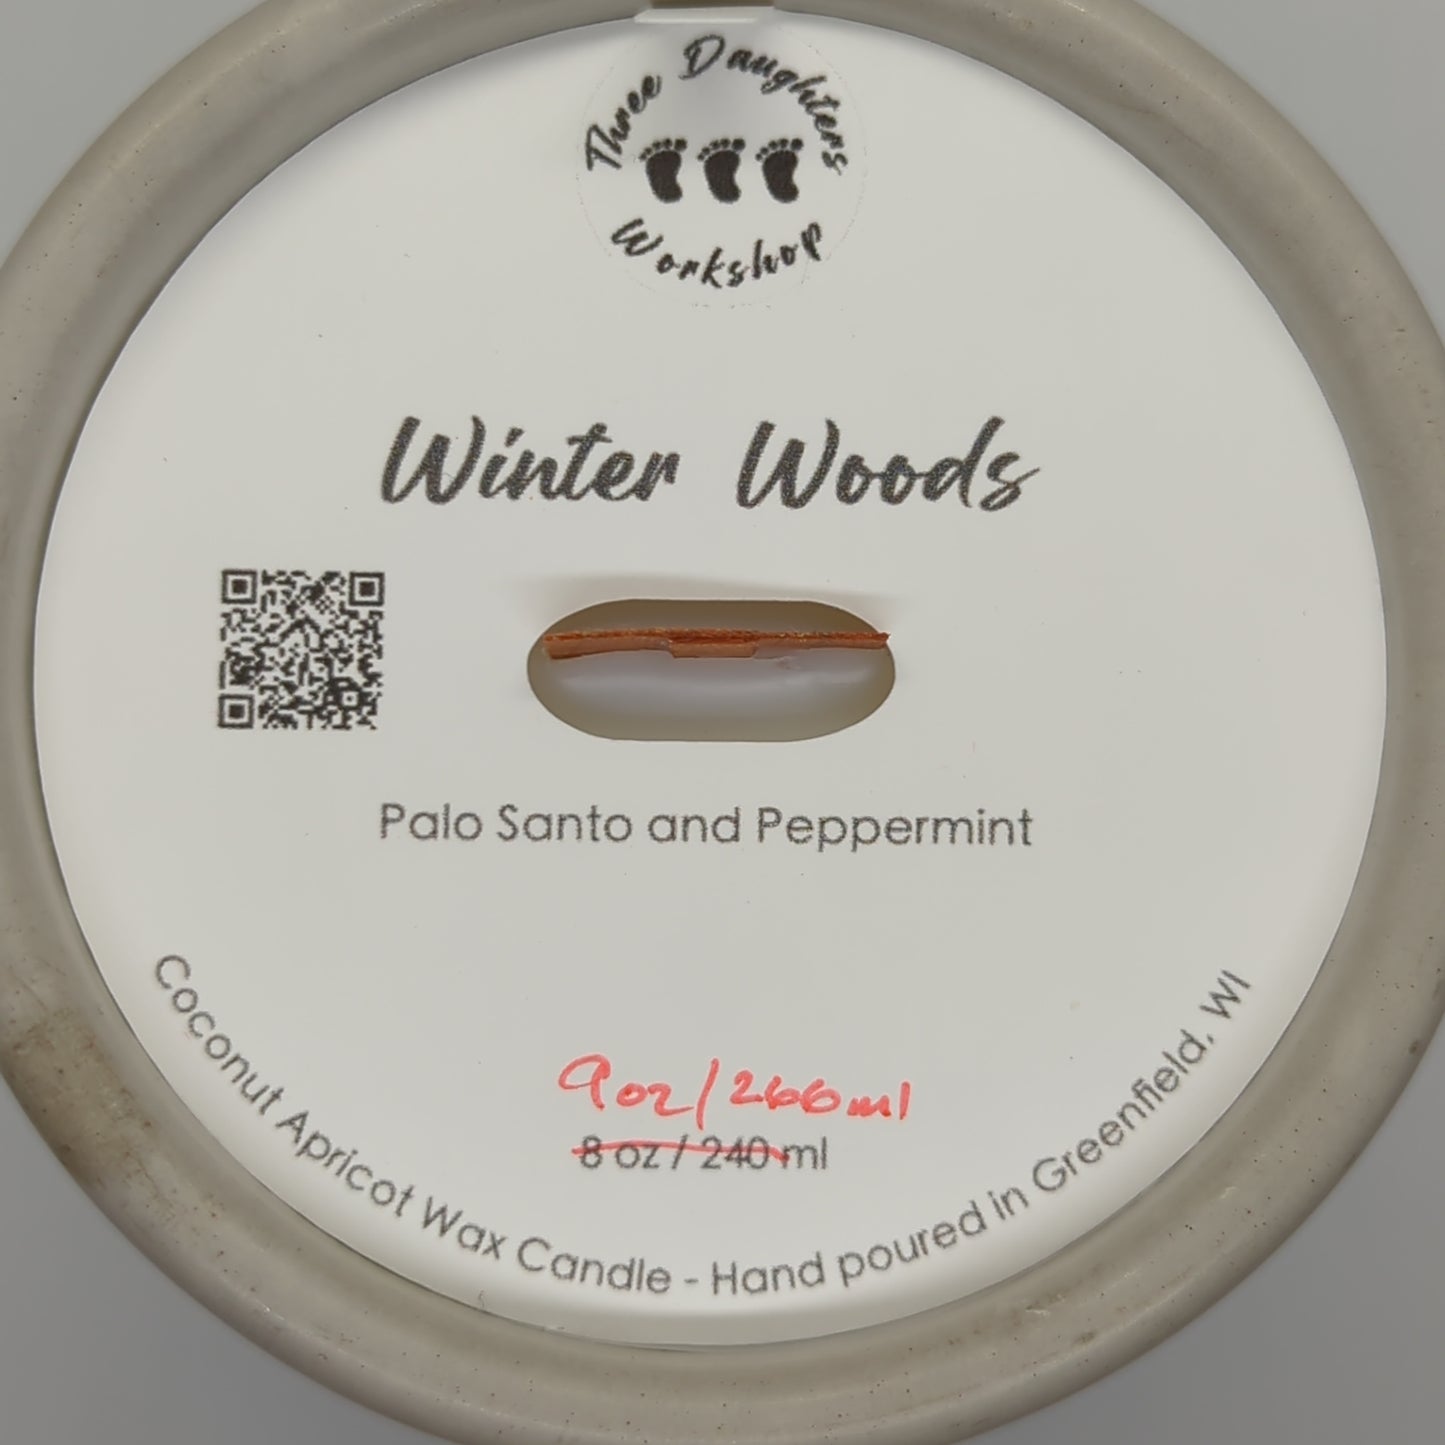 Three Daughters
Workshop
Winter Woods
Palo Santo and Peppermint
9oz/266ml
8 oz / 240 ml
Coconut Apricot Wax Candle - Hand poured in Greenfield, WI